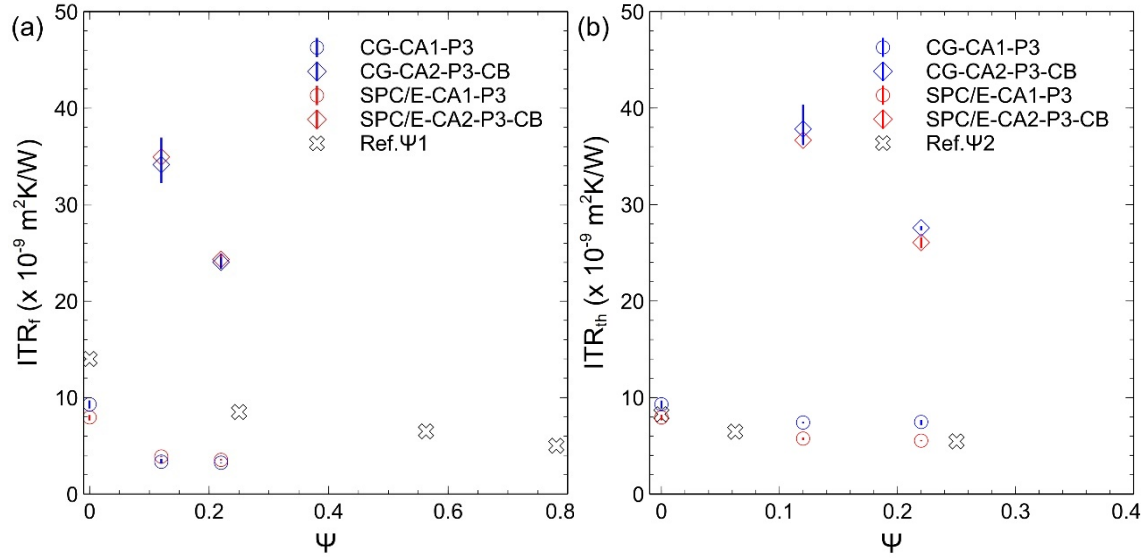 (a)
CG-CA1-P3
CG-CA2-P3-CB
SPC/E-CA1-P3
SPC/E-CA2-P3-CB
Ref.Ψ1
50
40
30
20
10
0
ITRf (x 10⁻⁹ m²K/W)
0 0.2 0.4 0.6 0.8
Ψ
(b)
CG-CA1-P3
CG-CA2-P3-CB
SPC/E-CA1-P3
SPC/E-CA2-P3-CB
Ref.Ψ2
50
40
30
20
10
0
ITRth (x 10⁻⁹ m²K/W)
0 0.1 0.2 0.3 0.4
Ψ